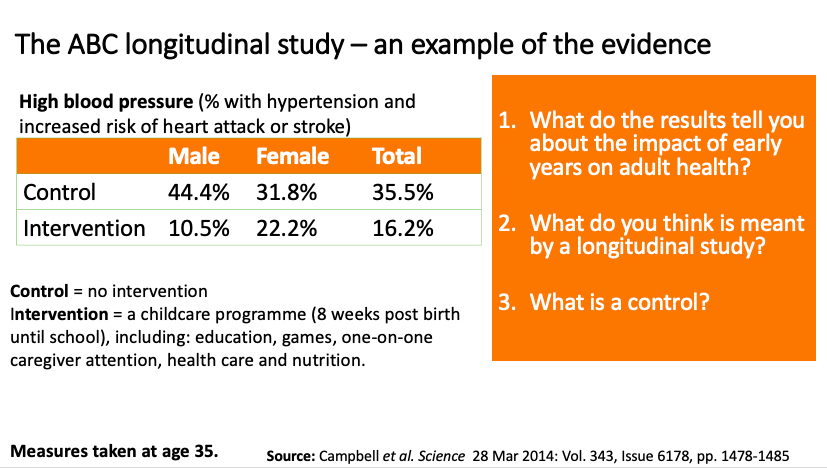 The ABC longitudinal study – an example of the evidence
High blood pressure (% with hypertension and
increased risk of heart attack or stroke)
Male Female Total
Control 44.4% 31.8% 35.5%
Intervention 10.5% 22.2% 16.2%
Control = no intervention
Intervention = a childcare programme (8 weeks post birth
until school), including: education, games, one-on-one
caregiver attention, health care and nutrition.
1. What do the results tell you
about the impact of early
years on adult health?
2. What do you think is meant
by a longitudinal study?
3. What is a control?
Measures taken at age 35.
Source: Campbell et al. Science 28 Mar 2014: Vol. 343, Issue 6178, pp. 1478-1485